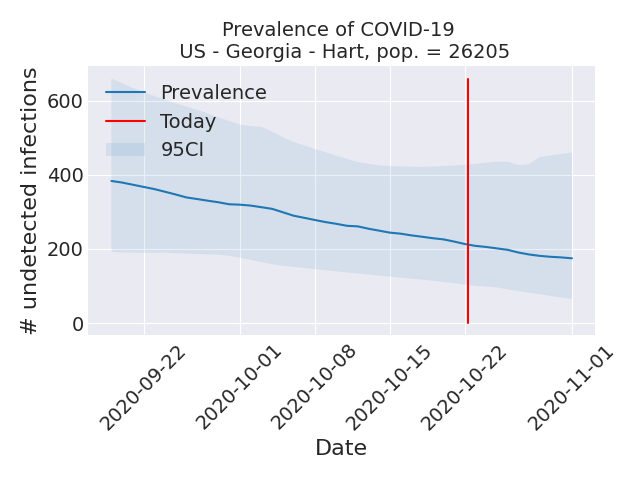 Prevalence of COVID-19
US - Georgia - Hart, pop. = 26205
# undetected infections
600
400
200
0
Prevalence
Today
95CI
2020-09-22
2020-10-01
2020-10-08
2020-10-15
2020-10-22
2020-11-01
Date